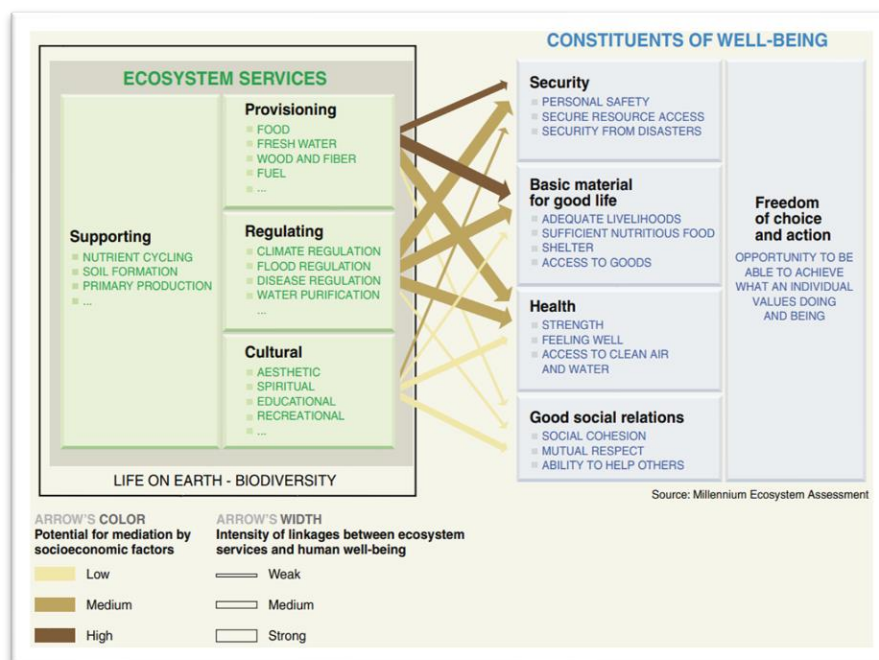 CONSTITUENTS OF WELL-BEING
ECOSYSTEM SERVICES
Supporting
NUTRIENT CYCLING
SOIL FORMATION
PRIMARY PRODUCTION
...
Provisioning
FOOD
FRESH WATER
WOOD AND FIBER
FUEL
...
Regulating
CLIMATE REGULATION
FLOOD REGULATION
DISEASE REGULATION
WATER PURIFICATION
...
Cultural
AESTHETIC
SPIRITUAL
EDUCATIONAL
RECREATIONAL
...
LIFE ON EARTH - BIODIVERSITY
Security
PERSONAL SAFETY
SECURE RESOURCE ACCESS
SECURITY FROM DISASTERS
Basic material
for good life
ADEQUATE LIVELIHOODS
SUFFICIENT NUTRITIOUS FOOD
SHELTER
ACCESS TO GOODS
Health
STRENGTH
FEELING WELL
ACCESS TO CLEAN AIR
AND WATER
Good social relations
SOCIAL COHESION
MUTUAL RESPECT
ABILITY TO HELP OTHERS
Freedom
of choice
and action
OPPORTUNITY TO BE
ABLE TO ACHIEVE
WHAT AN INDIVIDUAL
VALUES DOING
AND BEING
Source: Millennium Ecosystem Assessment
ARROW'S COLOR
Potential for mediation by
socioeconomic factors
Low
Medium
High
ARROW'S WIDTH
Intensity of linkages between ecosystem
services and human well-being
Weak
Medium
Strong